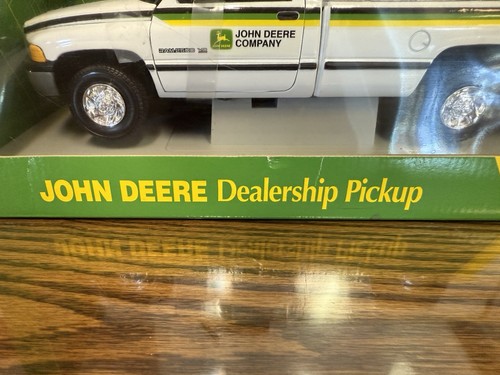 JOHN DEERE
COMPANY
JOHN DEERE Dealership Pickup